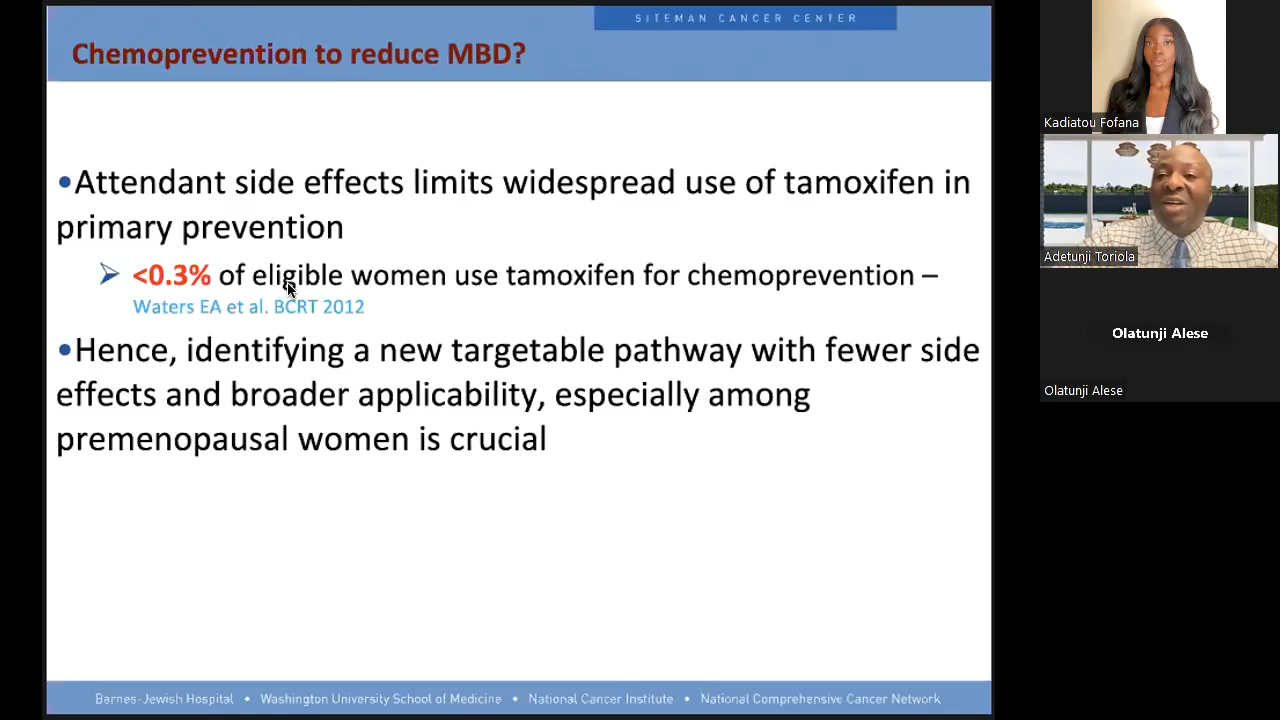 SITEMAN CANCER CENTER
Chemoprevention to reduce MBD?
•Attendant side effects limits widespread use of tamoxifen in
primary prevention
➢ <0.3% of eligible women use tamoxifen for chemoprevention –
Waters EA et al. BCRT 2012
•Hence, identifying a new targetable pathway with fewer side
effects and broader applicability, especially among
premenopausal women is crucial
Barnes-Jewish Hospital • Washington University School of Medicine • National Cancer Institute • National Comprehensive Cancer Network
Kadiatou Fofana
Adetunji Toriola
Olatunji Alese
Olatunji Alese